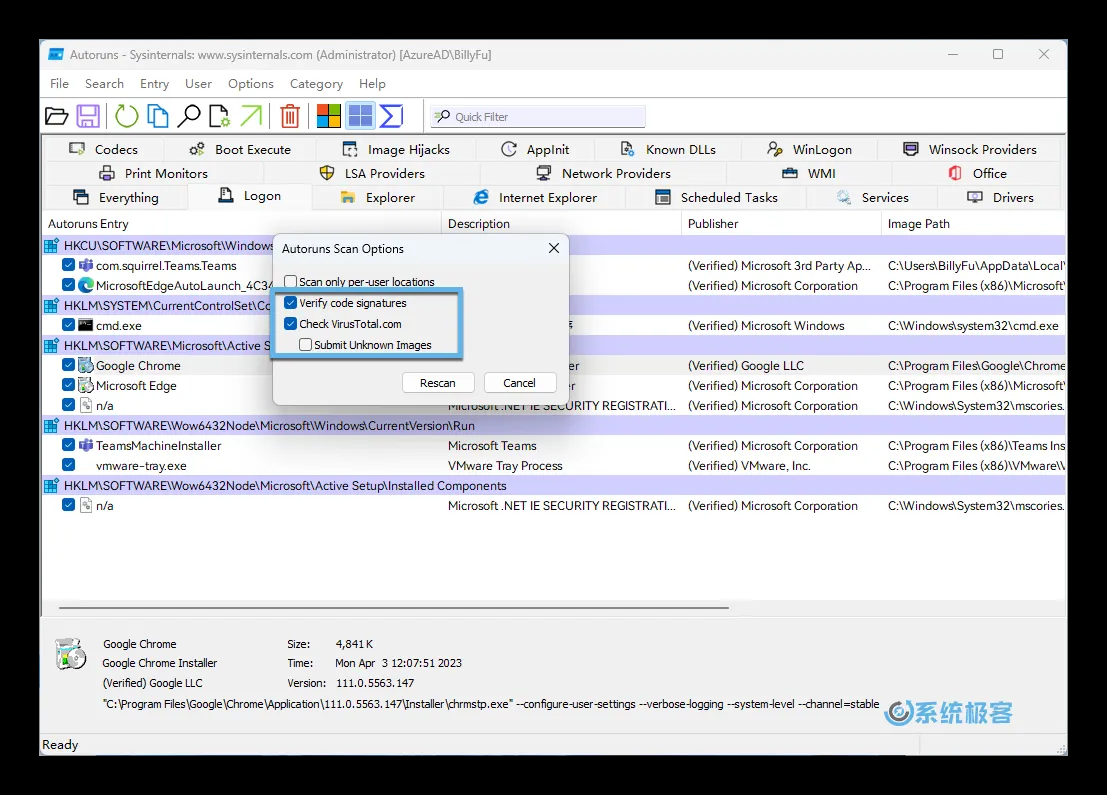 Autoruns - Sysinternals: www.sysinternals.com (Administrator) [AzureAD\BillyFu]
File Search Entry User Options Category Help
Quick Filter
Codecs Boot Execute Image Hijacks AppInit Known DLLs WinLogon Winsock Providers
Print Monitors LSA Providers Network Providers WMI Office
Everything Logon Explorer Internet Explorer Scheduled Tasks Services Drivers
Autoruns Entry Description Publisher Image Path
HKCU\SOFTWARE\Microsoft\Windows
com.squirrel.Teams.Teams (Verified) Microsoft 3rd Party Ap... C:\Users\BillyFu\AppData\Local\
MicrosoftEdgeAutoLaunch_4C34 (Verified) Microsoft Corporation C:\Program Files (x86)\Microsoft\
HKLM\SYSTEM\CurrentControlSet\Co
cmd.exe (Verified) Microsoft Windows C:\Windows\system32\cmd.exe
HKLM\SOFTWARE\Microsoft\Active S
Google Chrome er (Verified) Google LLC C:\Program Files\Google\Chrome
Microsoft Edge er (Verified) Microsoft Corporation C:\Program Files (x86)\Microsoft\
n/a Microsoft .NET IE SECURITY REGISTRATI... (Verified) Microsoft Corporation C:\Windows\System32\mscories.
HKLM\SOFTWARE\Wow6432Node\Microsoft\Windows\CurrentVersion\Run
TeamsMachineInstaller Microsoft Teams (Verified) Microsoft Corporation C:\Program Files (x86)\Teams Ins
vmware-tray.exe VMware Tray Process (Verified) VMware, Inc. C:\Program Files (x86)\VMware\V
HKLM\SOFTWARE\Wow6432Node\Microsoft\Active Setup\Installed Components
n/a Microsoft .NET IE SECURITY REGISTRATI... (Verified) Microsoft Corporation C:\Windows\System32\mscories.
Autoruns Scan Options
Scan only per-user locations
Verify code signatures
Check VirusTotal.com
Submit Unknown Images
Rescan Cancel
Google Chrome Size: 4,841 K
Google Chrome Installer Time: Mon Apr 3 12:07:51 2023
(Verified) Google LLC Version: 111.0.5563.147
"C:\Program Files\Google\Chrome\Application\111.0.5563.147\Installer\chrmstp.exe" --configure-user-settings --verbose-logging --system-level --channel=stable
系统极客
Ready